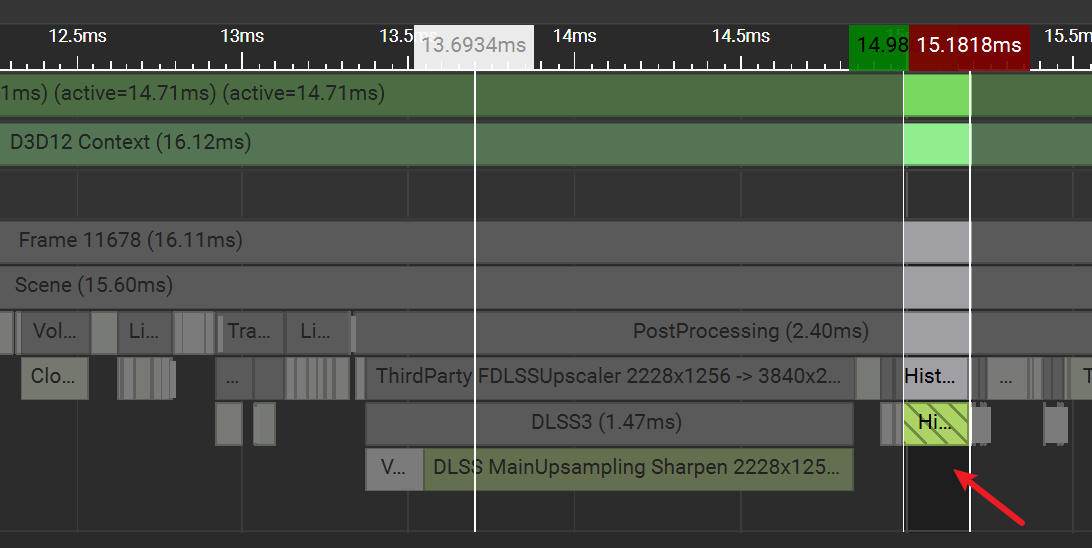 12.5ms 13ms 13.5 13.6934ms 14ms 14.5ms 14.98 15.1818ms 15.5m
1ms) (active=14.71ms) (active=14.71ms)
D3D12 Context (16.12ms)
Frame 11678 (16.11ms)
Scene (15.60ms)
Vol... Li... Tra... Li... PostProcessing (2.40ms)
Clo... ... ThirdParty FDLSSUpscaler 2228x1256 -> 3840x2... Hist... ... T
DLSS3 (1.47ms) Hi...
V... DLSS MainUpsampling Sharpen 2228x125...